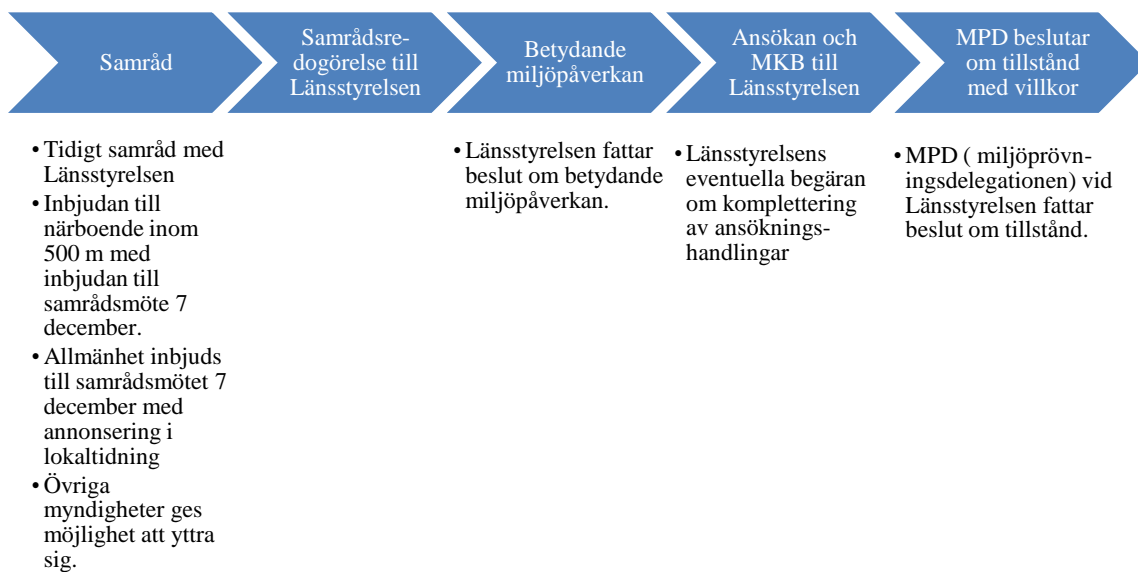 Samråd
Samrådsre-
dogörelse till
Länsstyrelsen
Betydande
miljöpåverkan
Ansökan och
MKB till
Länsstyrelsen
MPD beslutar
om tillstånd
med villkor
• Tidigt samråd med
Länsstyrelsen
• Inbjudan till
närboende inom
500 m med
inbjudan till
samrådsmöte 7
december.
• Allmänhet inbjuds
till samrådsmötet 7
december med
annonsering i
lokaltidning
• Övriga
myndigheter ges
möjlighet att yttra
sig.
• Länsstyrelsen fattar
beslut om betydande
miljöpåverkan.
• Länsstyrelsens
eventuella begäran
om komplettering
av ansöknings-
handlingar
• MPD ( miljöprövn-
ingsdelegationen) vid
Länsstyrelsen fattar
beslut om tillstånd.